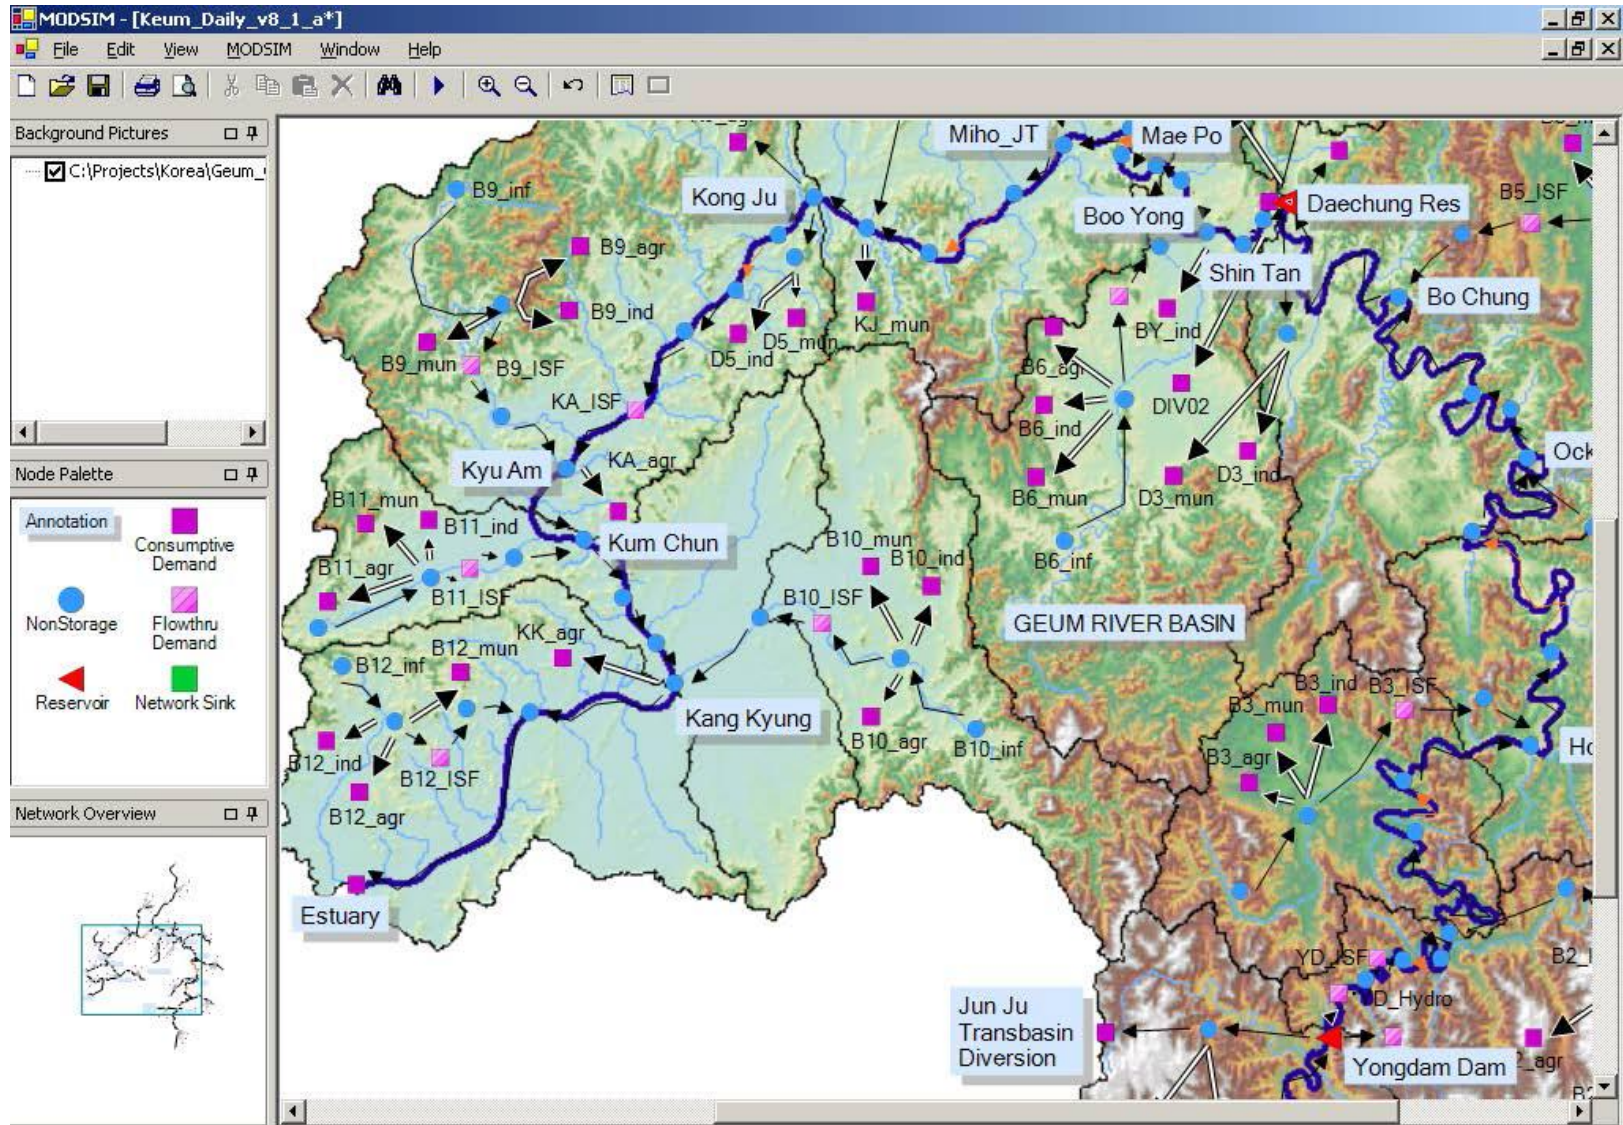 MODSIM - [Keum_Daily_v8_1_a*]
File Edit View MODSIM Window Help
Background Pictures
C:\Projects\Korea\Geum_
Node Palette
Annotation
Consumptive
Demand
NonStorage
Flowthru
Demand
Reservoir
Network Sink
Network Overview
Miho_JT
Mae Po
B9_inf
Kong Ju
Boo Yong
Daechung Res
B5_ISF
B9_agr
Shin Tan
Bo Chung
B9_ind
KJ_mun
BY_ind
D5_ind
D5_mun
B9_mun
B9_ISF
B6_agr
KA_ISF
DIV02
B6_ind
Ock
Kyu Am
KA_agr
D3_ind
D3_mun
B6_mun
B11_mun
B11_ind
Kum Chun
B10_mun
B10_ind
B6_inf
B11_agr
B11_ISF
B10_ISF
GEUM RIVER BASIN
KK_agr
B12_mun
B12_inf
B3_ind
B3_ISF
B3_mun
Kang Kyung
B10_agr
B10_inf
B12_ind
B12_ISF
B3_agr
B12_agr
Estuary
YD_ISF
Jun Ju
Transbasin
Diversion
Yongdam Dam